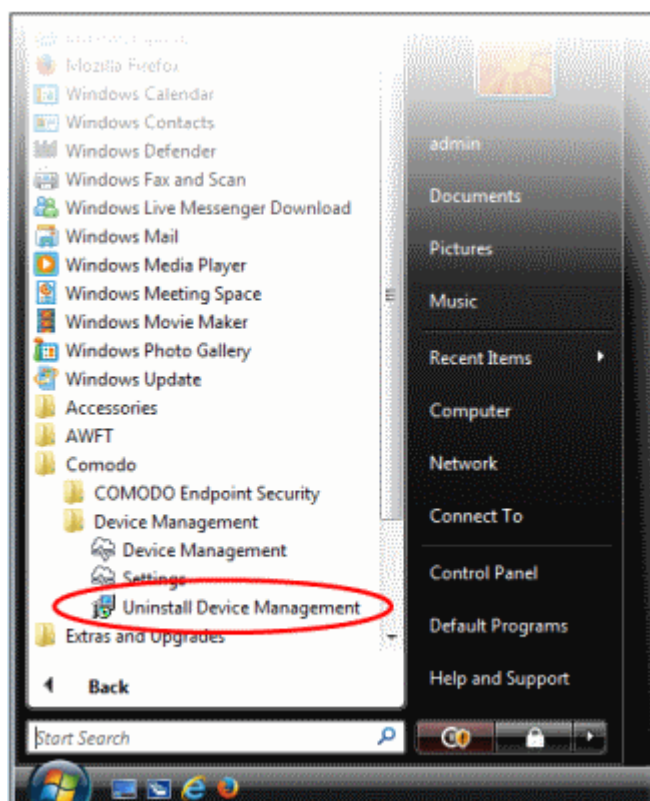 Mozilla Firefox
Windows Calendar
Windows Contacts
Windows Defender
Windows Fax and Scan
Windows Live Messenger Download
Windows Mail
Windows Media Player
Windows Meeting Space
Windows Movie Maker
Windows Photo Gallery
Windows Update
Accessories
AWFT
Comodo
COMODO Endpoint Security
Device Management
Device Management
Settings
Uninstall Device Management
Extras and Upgrades
Back
Start Search
admin
Documents
Pictures
Music
Recent Items
Computer
Network
Connect To
Control Panel
Default Programs
Help and Support